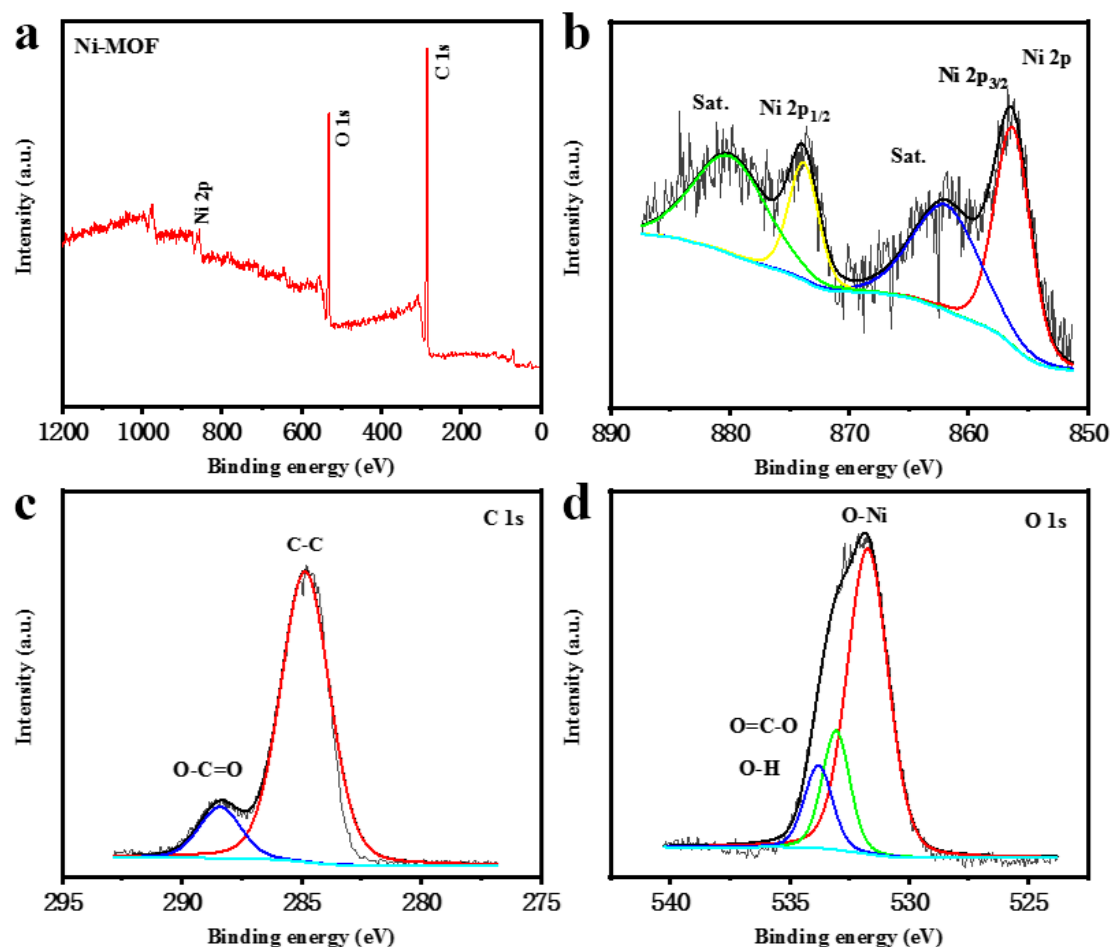 a
Ni-MOF
C 1s
O 1s
Ni 2p
Intensity (a.u.)
1200 1000 800 600 400 200 0
Binding energy (eV)
b
Ni 2p
Ni 2p3/2
Sat.
Ni 2p1/2
Sat.
Intensity (a.u.)
890 880 870 860 850
Binding energy (eV)
c
C 1s
C-C
O-C=O
Intensity (a.u.)
295 290 285 280 275
Binding energy (eV)
d
O-Ni
O 1s
O=C-O
O-H
Intensity (a.u.)
540 535 530 525
Binding energy (eV)